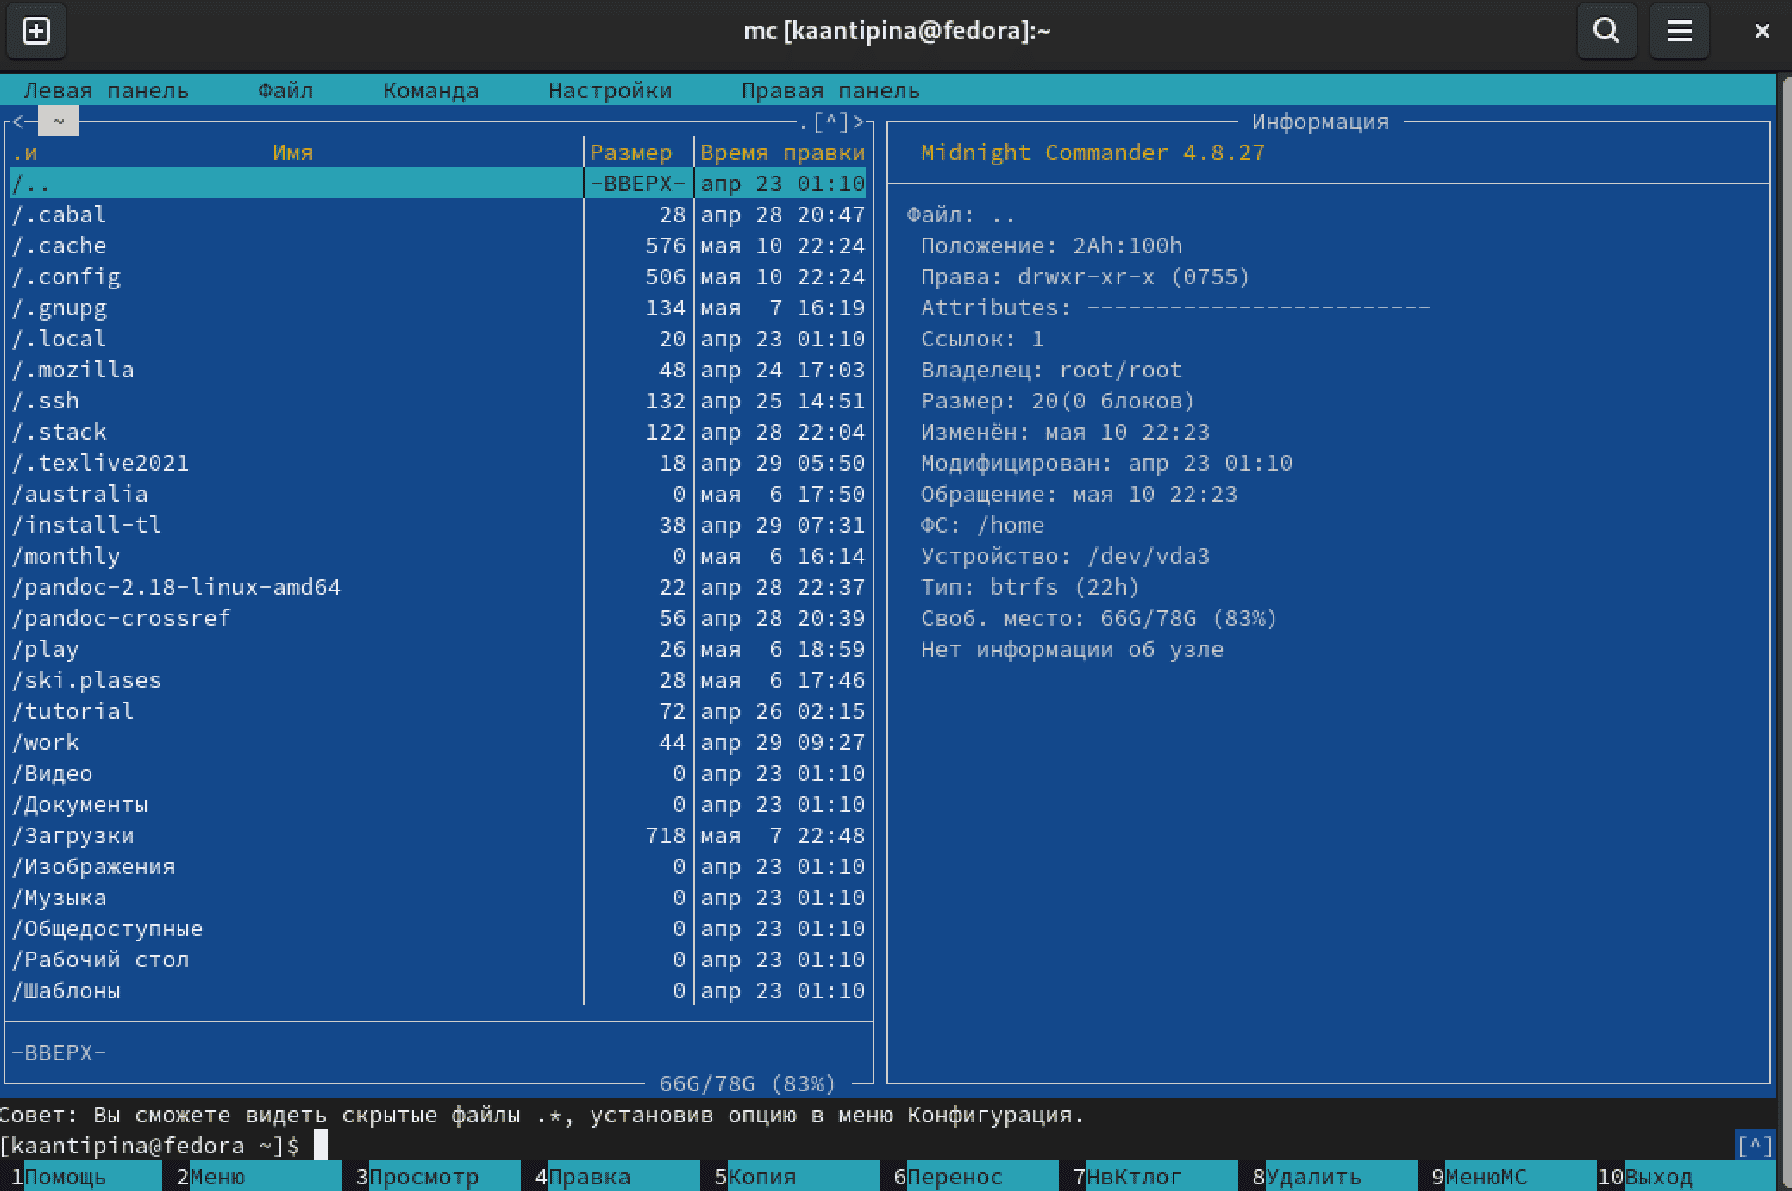 mc [kaantipina@fedora]:~
Левая панель Файл Команда Настройки Правая панель
<- ~ .[^]>
.и Имя Размер Время правки
/.. -ВВЕРХ- апр 23 01:10
/.cabal 28 апр 28 20:47
/.cache 576 мая 10 22:24
/.config 506 мая 10 22:24
/.gnupg 134 мая 7 16:19
/.local 20 апр 23 01:10
/.mozilla 48 апр 24 17:03
/.ssh 132 апр 25 14:51
/.stack 122 апр 28 22:04
/.texlive2021 18 апр 29 05:50
/australia 0 мая 6 17:50
/install-tl 38 апр 29 07:31
/monthly 0 мая 6 16:14
/pandoc-2.18-linux-amd64 22 апр 28 22:37
/pandoc-crossref 56 апр 28 20:39
/play 26 мая 6 18:59
/ski.plases 28 мая 6 17:46
/tutorial 72 апр 26 02:15
/work 44 апр 29 09:27
/Видео 0 апр 23 01:10
/Документы 0 апр 23 01:10
/Загрузки 718 мая 7 22:48
/Изображения 0 апр 23 01:10
/Музыка 0 апр 23 01:10
/Общедоступные 0 апр 23 01:10
/Рабочий стол 0 апр 23 01:10
/Шаблоны 0 апр 23 01:10
-ВВЕРХ-
66G/78G (83%)
Информация
Midnight Commander 4.8.27
Файл: ..
Положение: 2Ah:100h
Права: drwxr-xr-x (0755)
Attributes: -------------------------
Ссылок: 1
Владелец: root/root
Размер: 20(0 блоков)
Изменён: мая 10 22:23
Модифицирован: апр 23 01:10
Обращение: мая 10 22:23
ФС: /home
Устройство: /dev/vda3
Тип: btrfs (22h)
Своб. место: 66G/78G (83%)
Нет информации об узле
Совет: Вы сможете видеть скрытые файлы .*, установив опцию в меню Конфигурация.
[kaantipina@fedora ~]$ [^]
1Помощь 2Меню 3Просмотр 4Правка 5Копия 6Перенос 7НвКтлог 8Удалить 9МенюMC 10Выход